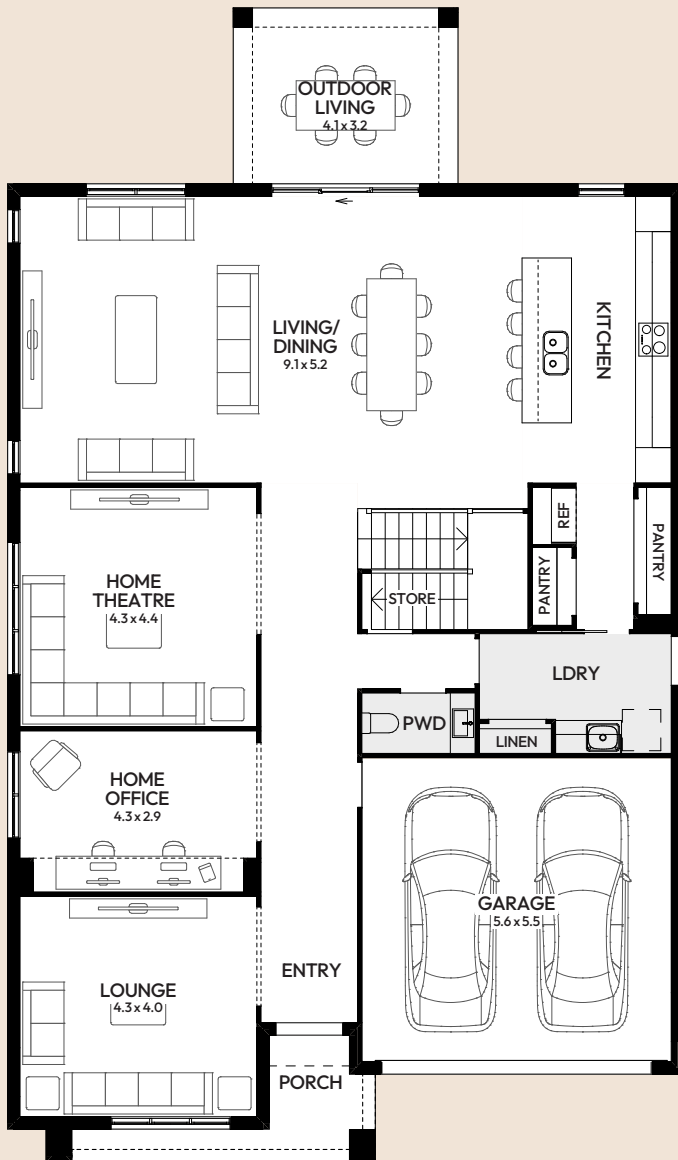 OUTDOOR
LIVING
4.1 x 3.2
LIVING/
DINING
9.1 x 5.2
KITCHEN
HOME
THEATRE
4.3 x 4.4
REF
PANTRY
PANTRY
STORE
LDRY
PWD
LINEN
HOME
OFFICE
4.3 x 2.9
GARAGE
5.6 x 5.5
ENTRY
LOUNGE
4.3 x 4.0
PORCH